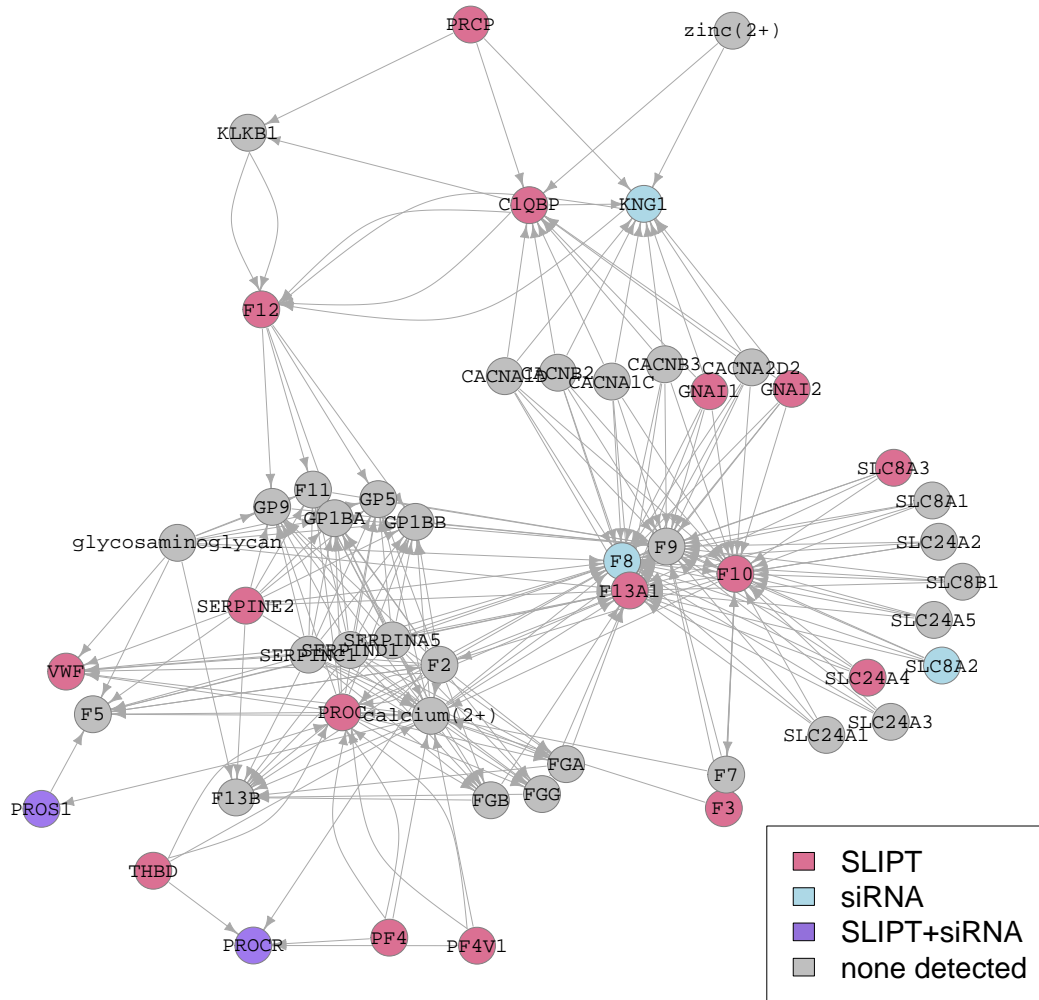 PRCP
zinc(2+)
KLKB1
C1QBP
KNG1
F12
CACNA1D
CACNB2
CACNA1C
CACNB3
CACNA2D2
GNAI1
GNAI2
SLC8A3
SLC8A1
SLC24A2
SLC8B1
SLC24A5
SLC8A2
SLC24A4
SLC24A3
SLC24A1
GP9
F11
GP1BA
GP5
GP1BB
glycosaminoglycan
F8
F9
F10
F13A1
SERPINE2
SERPINC1
SERPIND1
SERPINA5
F2
VWF
F5
PROC
calcium(2+)
FGA
FGG
FGB
F13B
F7
F3
PROS1
THBD
PROCR
PF4
PF4V1
SLIPT
siRNA
SLIPT+siRNA
none detected